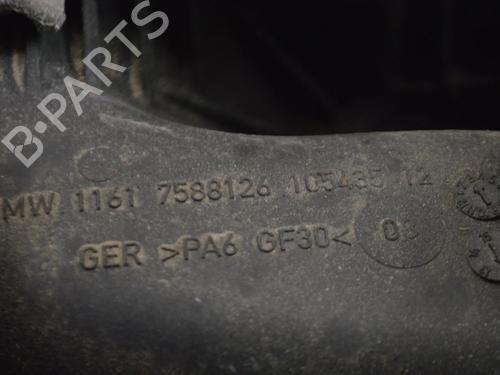 B-PARTS
MW 1161 7588126 105435 12
GER >PA6 GF30< 03